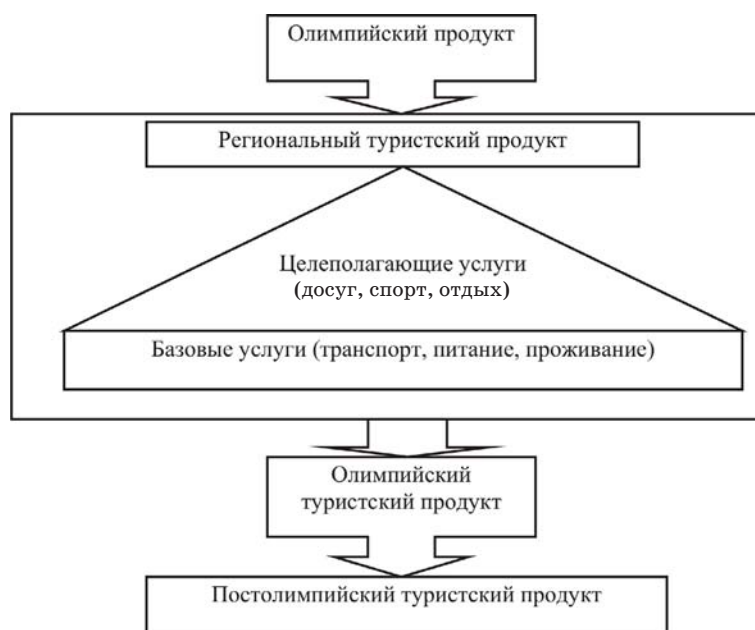 Олимпийский продукт
Региональный туристский продукт
Целеполагающие услуги
(досуг, спорт, отдых)
Базовые услуги (транспорт, питание, проживание)
Олимпийский
туристский продукт
Постолимпийский туристский продукт